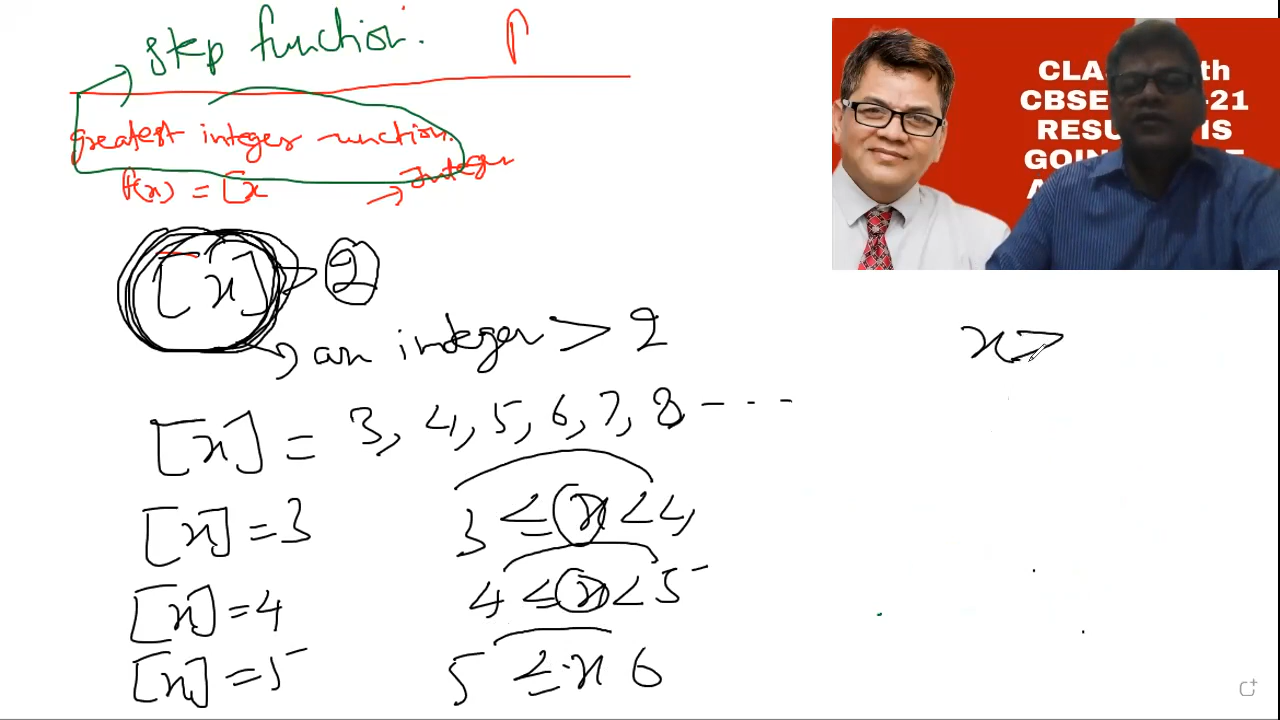 step function.
greatest integer function.
f(x) = [x → Integer
[x] > 2
→ an integer > 2
x >
[x] = 3, 4, 5, 6, 7, 8 - - - -
[x] = 3 3 ≤ x < 4,
[x] = 4 4 ≤ x < 5
[x] = 5 5 ≤ x 6
CLA th
CBSE -21
RESU IS
GOIN
A